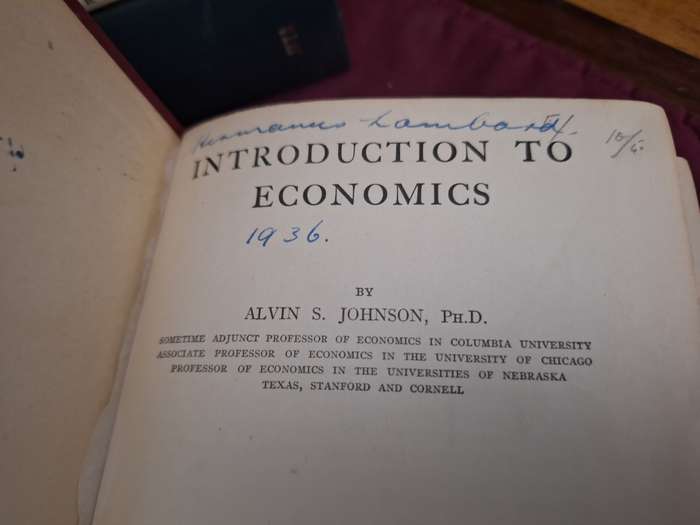 Hermanus Lombard.
10/6.
INTRODUCTION TO
ECONOMICS
1936.
BY
ALVIN S. JOHNSON, PH.D.
SOMETIME ADJUNCT PROFESSOR OF ECONOMICS IN COLUMBIA UNIVERSITY
ASSOCIATE PROFESSOR OF ECONOMICS IN THE UNIVERSITY OF CHICAGO
PROFESSOR OF ECONOMICS IN THE UNIVERSITIES OF NEBRASKA
TEXAS, STANFORD AND CORNELL